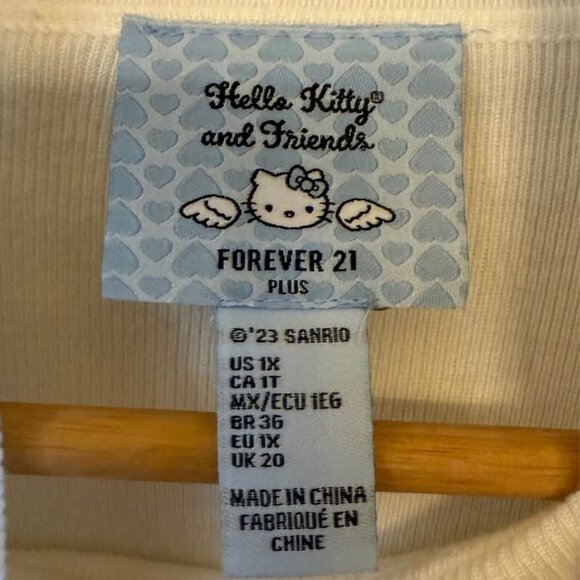 Hello Kitty®
and Friends
FOREVER 21
PLUS
©'23 SANRIO
US 1X
CA 1T
MX/ECU 1EG
BR 36
EU 1X
UK 20
MADE IN CHINA
FABRIQUÉ EN
CHINE